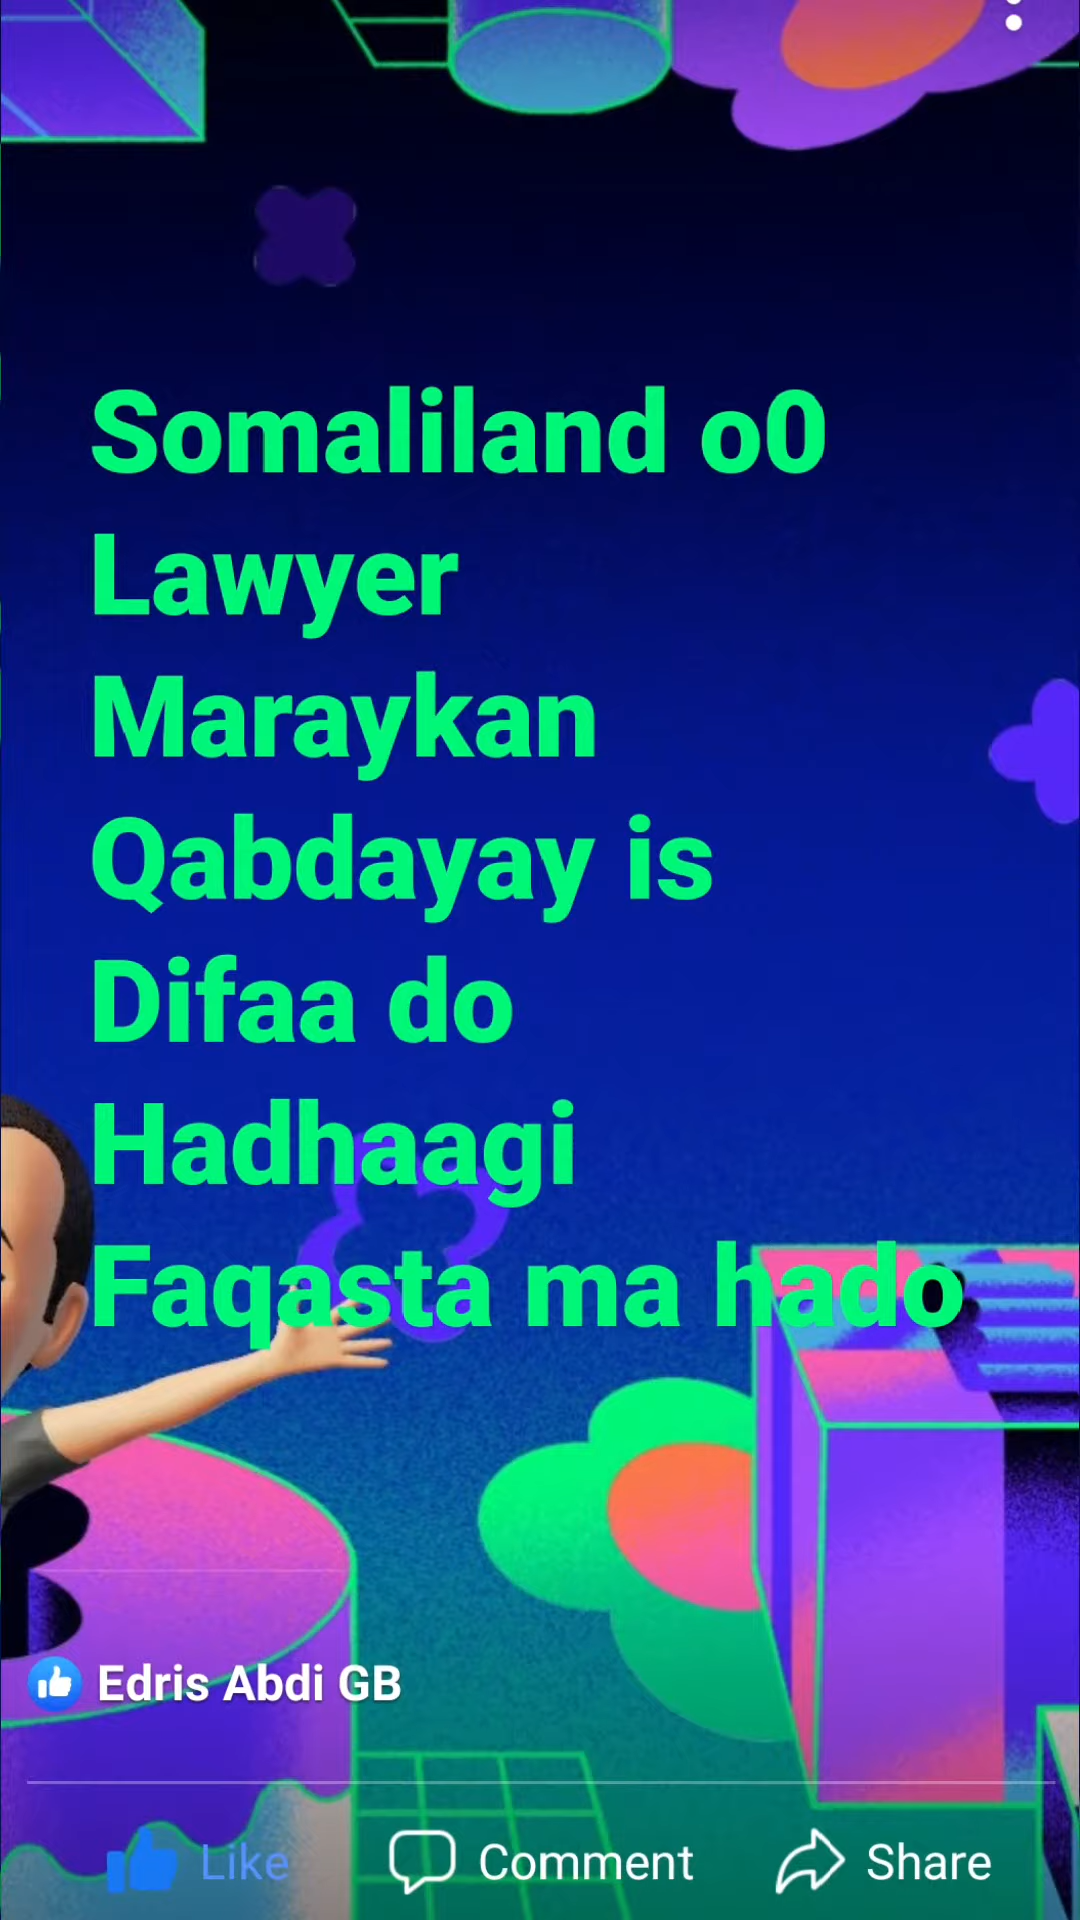 Somaliland o0
Lawyer
Maraykan
Qabdayay is
Difaa do
Hadhaagi
Faqasta ma hado
Edris Abdi GB
Like Comment Share